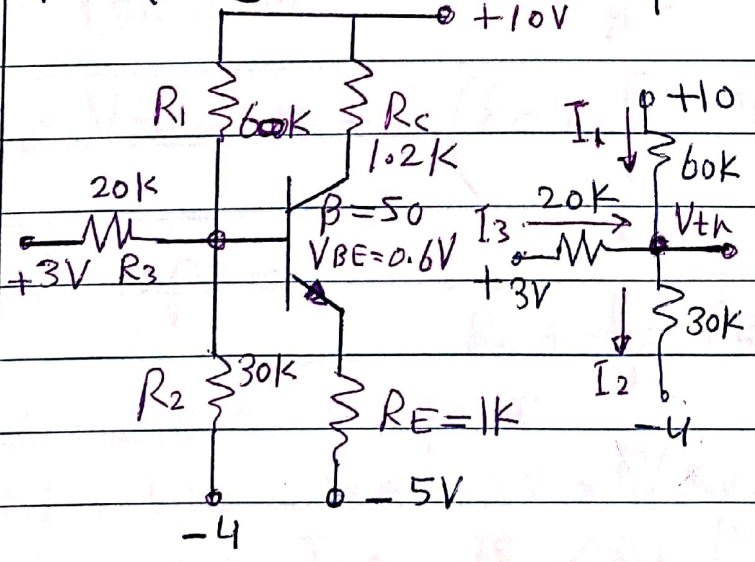 +10V
R1 60K
Rc
1.2K
20K
+3V R3
β=50
VBE=0.6V
R2 30K
RE=1K
-5V
-4
+10
I1
60K
20K
I3
Vth
+3V
30K
I2
-4